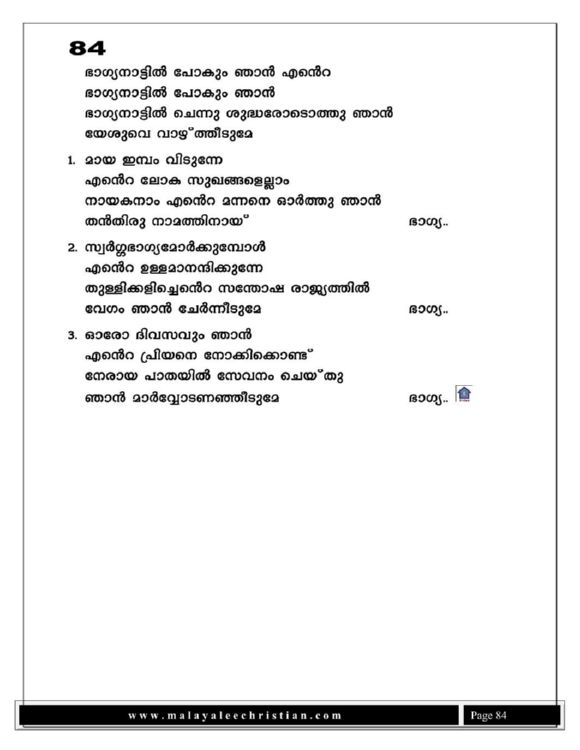 84
ഭാഗ്യനാട്ടിൽ പോകും ഞാൻ എൻെറ
ഭാഗ്യനാട്ടിൽ പോകും ഞാൻ
ഭാഗ്യനാട്ടിൽ ചെന്നു ശുദ്ധരോടൊത്തു ഞാൻ
യേശുവെ വാഴ്ത്തീടുമേ
1. മായ ഇമ്പം വിടുന്നേ
എൻെറ ലോക സുഖങ്ങളെല്ലാം
നായകനാം എൻെറ മന്നനെ ഓർത്തു ഞാൻ
തൻതിരു നാമത്തിനായ് ഭാഗ്യ..
2. സ്വർഗ്ഗഭാഗ്യമോർക്കുമ്പോൾ
എൻെറ ഉള്ളമാനന്ദിക്കുന്നേ
തുള്ളിക്കളിച്ചെൻെറ സന്തോഷ രാജ്യത്തിൽ
വേഗം ഞാൻ ചേർന്നീടുമേ ഭാഗ്യ..
3. ഓരോ ദിവസവും ഞാൻ
എൻെറ പ്രിയനെ നോക്കിക്കൊണ്ട്
നേരായ പാതയിൽ സേവനം ചെയ്തു
ഞാൻ മാർവ്വോടണഞ്ഞീടുമേ ഭാഗ്യ..
www.malayaleechristian.com Page 84